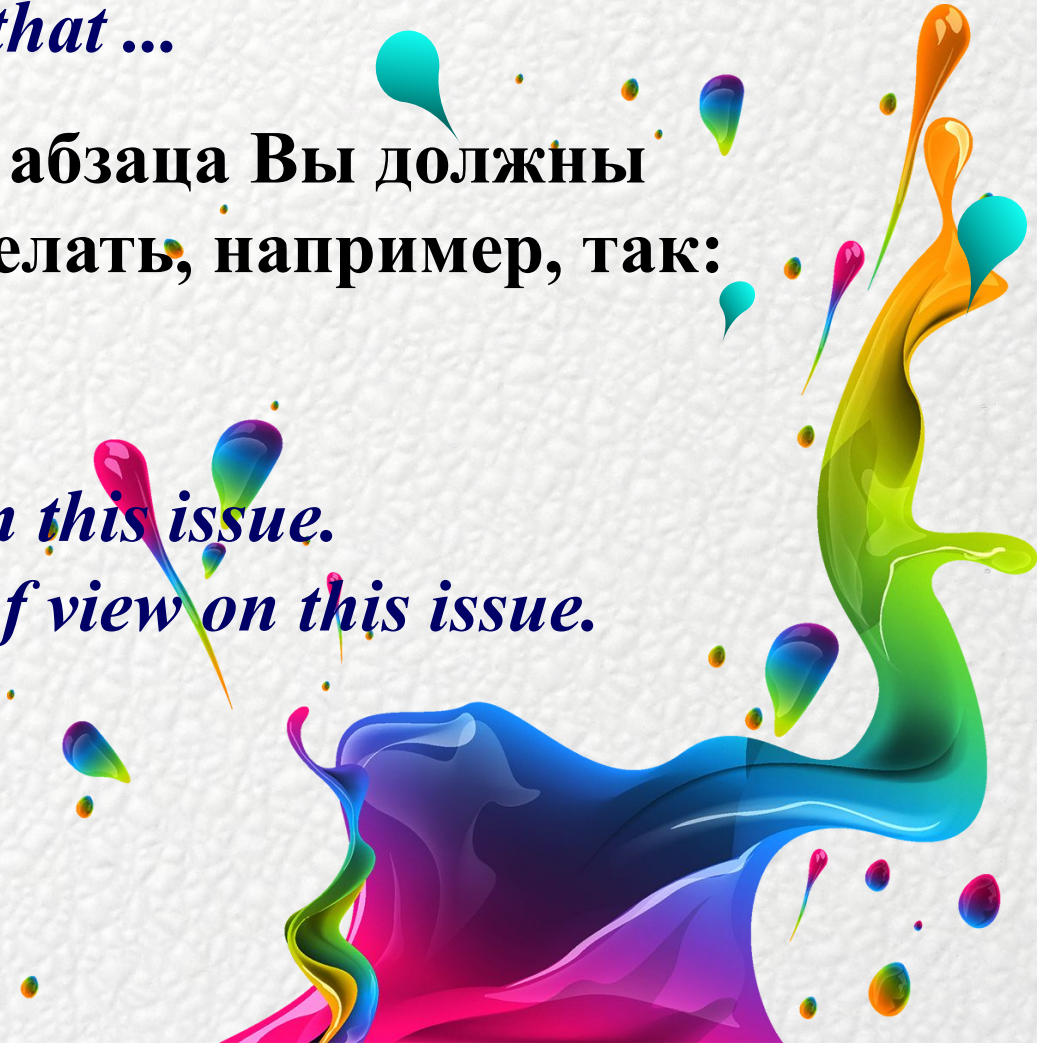 that ...
абзаца Вы должны
елать, например, так:
n this issue.
f view on this issue.